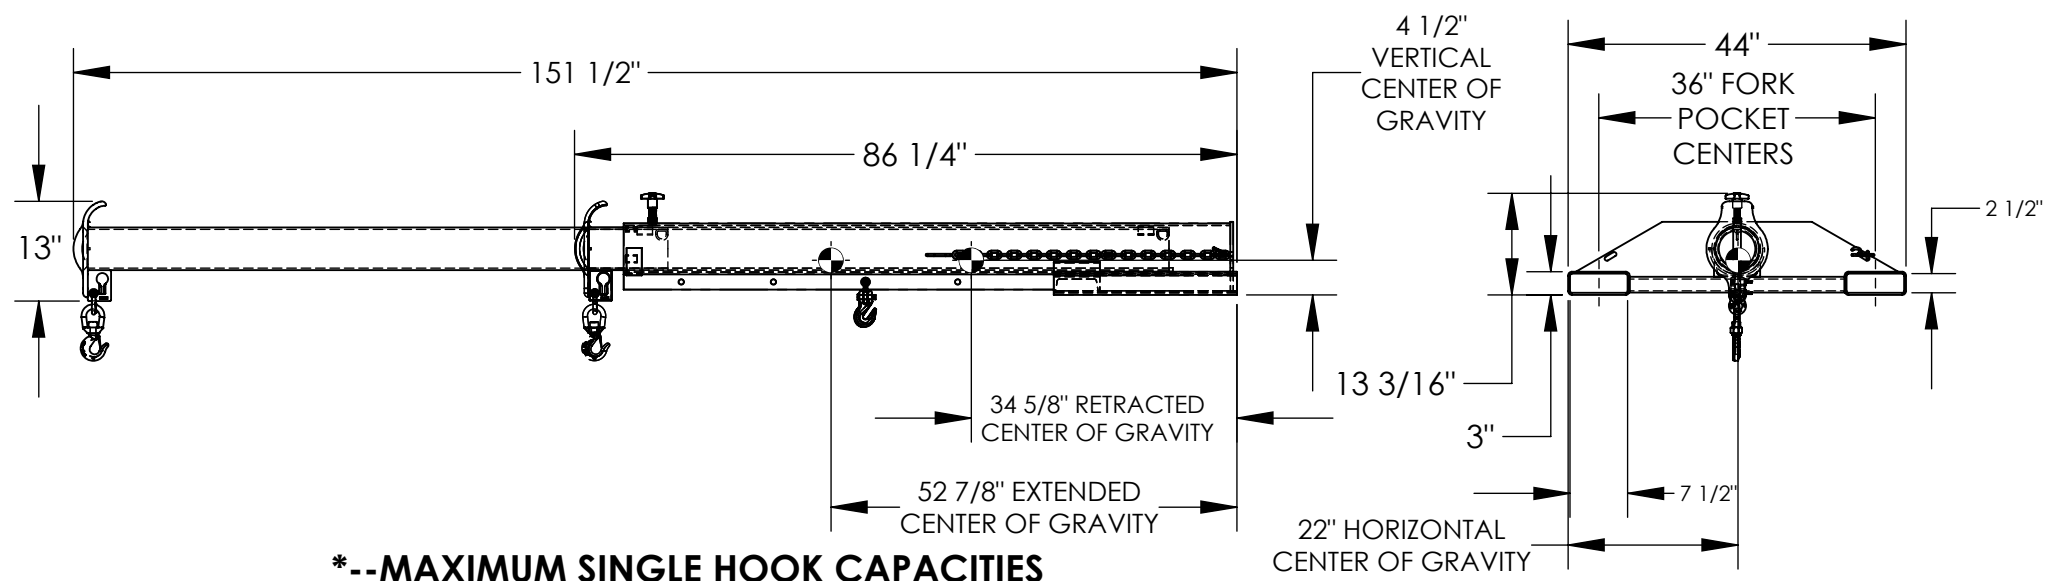 151 1/2"
86 1/4"
13"
34 5/8" RETRACTED
CENTER OF GRAVITY
52 7/8" EXTENDED
CENTER OF GRAVITY
*--MAXIMUM SINGLE HOOK CAPACITIES
4 1/2"
VERTICAL
CENTER OF
GRAVITY
44"
36" FORK
POCKET
CENTERS
2 1/2"
13 3/16"
3"
7 1/2"
22" HORIZONTAL
CENTER OF GRAVITY